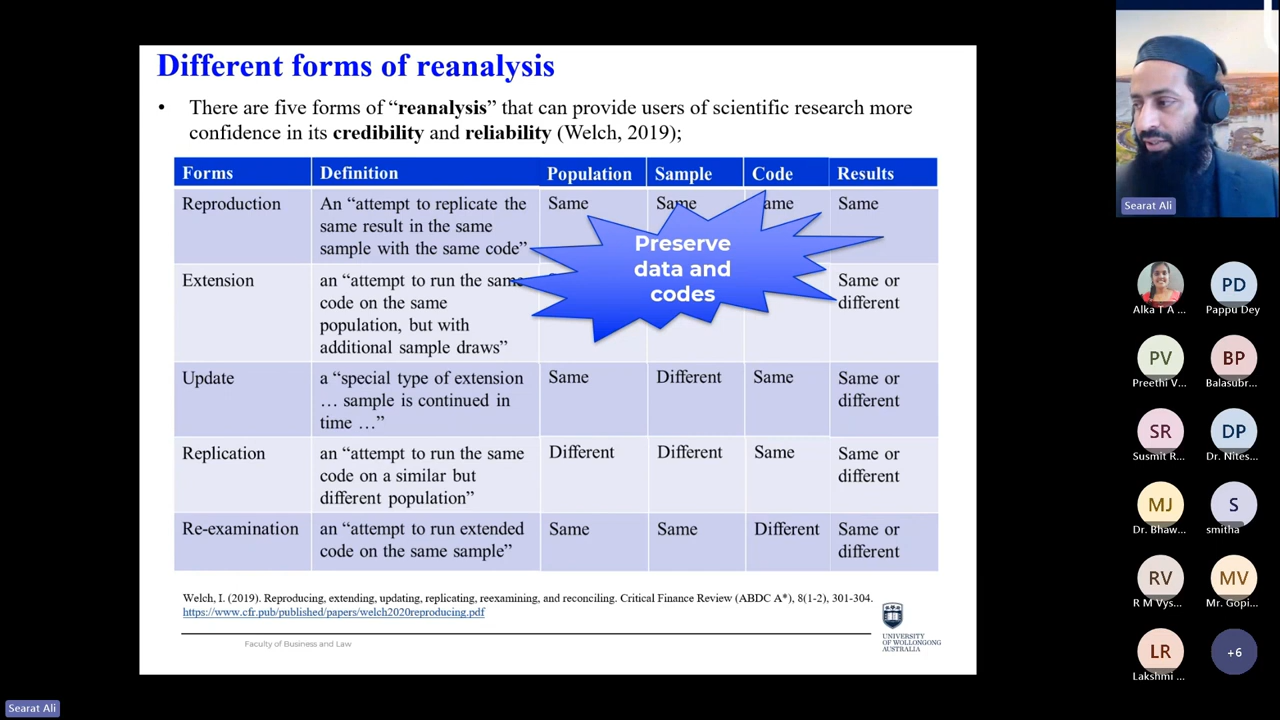 Different forms of reanalysis
• There are five forms of “reanalysis” that can provide users of scientific research more
confidence in its credibility and reliability (Welch, 2019);
Forms Definition Population Sample Code Results
Reproduction An “attempt to replicate the Same Same Same Same
same result in the same
sample with the same code”
Preserve
data and
codes
Extension an “attempt to run the same Same or
code on the same different
population, but with
additional sample draws”
Update a “special type of extension Same Different Same Same or
… sample is continued in different
time …”
Replication an “attempt to run the same Different Different Same Same or
code on a similar but different
different population”
Re-examination an “attempt to run extended Same Same Different Same or
code on the same sample” different
Welch, I. (2019). Reproducing, extending, updating, replicating, reexamining, and reconciling. Critical Finance Review (ABDC A*), 8(1-2), 301-304.
https://www.cfr.pub/published/papers/welch2020reproducing.pdf
Faculty of Business and Law
UNIVERSITY
OF WOLLONGONG
AUSTRALIA
Searat Ali
Searat Ali
Alka T A ...
PD
Pappu Dey
PV
Preethi V...
BP
Balasubr...
SR
Susmit R...
DP
Dr. Nites...
MJ
Dr. Bhaw...
S
smitha
RV
R M Vys...
MV
Mr. Gopi...
LR
Lakshmi ...
+6